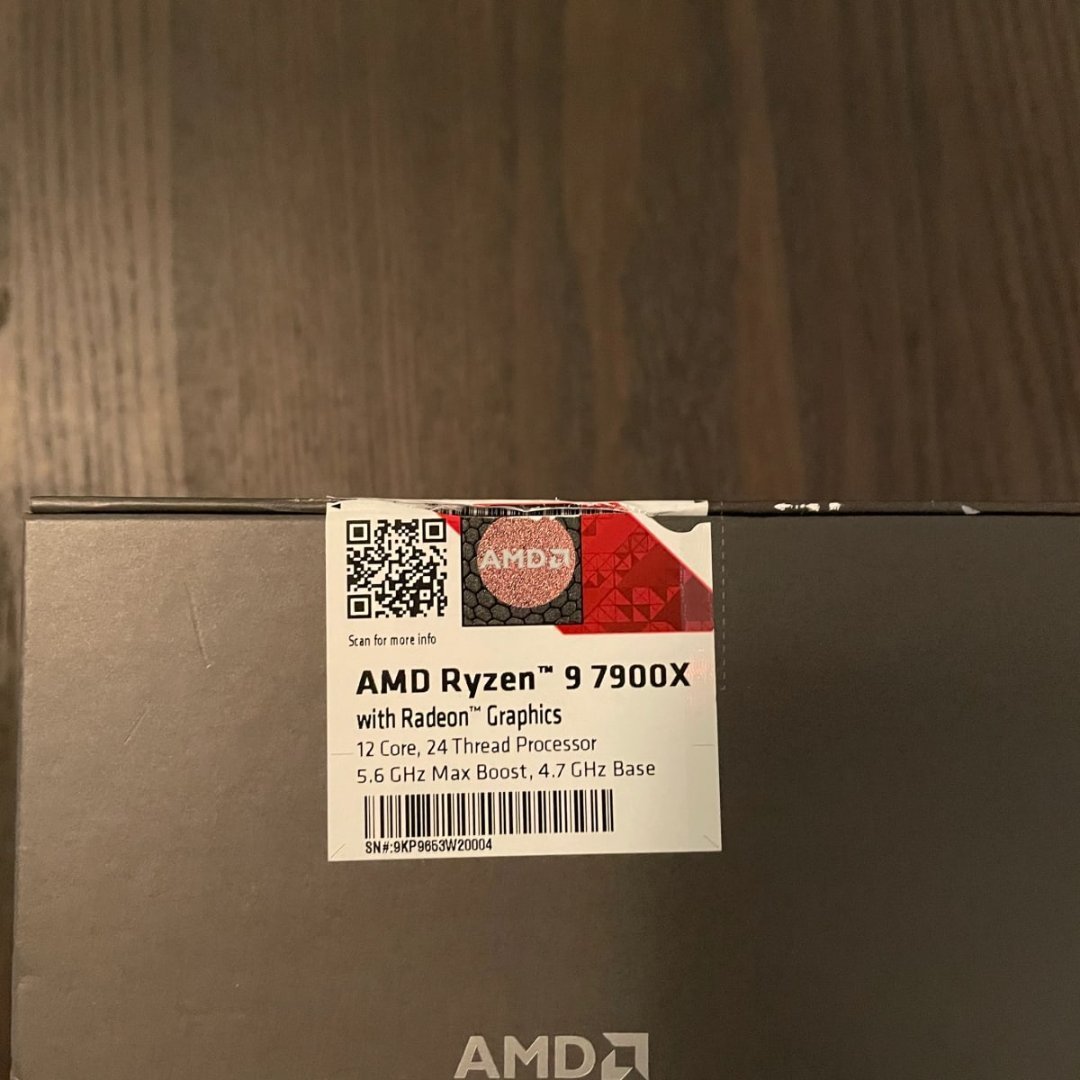 AMD
Scan for more info
AMD Ryzen™ 9 7900X
with Radeon™ Graphics
12 Core, 24 Thread Processor
5.6 GHz Max Boost, 4.7 GHz Base
SN#:9KP9653W20004
AMD